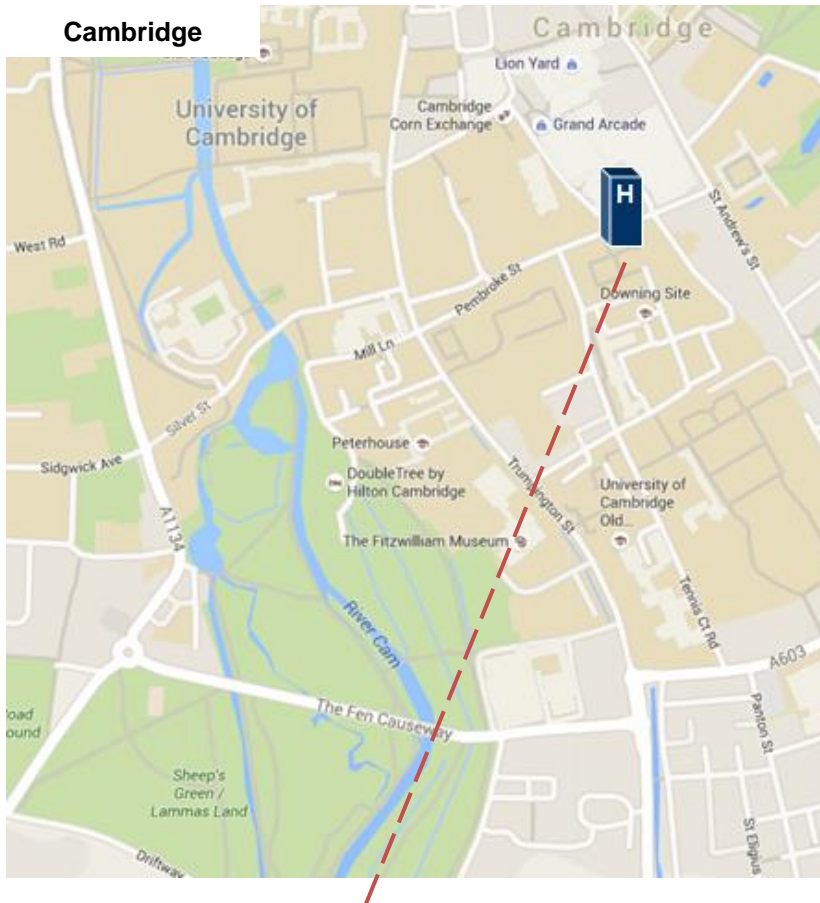 Cambridge
Cambridge
Lion Yard
University of
Cambridge
Cambridge
Corn Exchange
Grand Arcade
H
St Andrew's St
West Rd
Pembroke St
Downing Site
Mill Ln
Silver St
Peterhouse
Sidgwick Ave
DoubleTree by
Hilton Cambridge
Trumpington St
University of
Cambridge
Old...
A1134
The Fitzwilliam Museum
River Cam
Tennis Ct Rd
A603
The Fen Causeway
Panton St
Sheep's
Green /
Lammas Land
St Eligius
Driftway